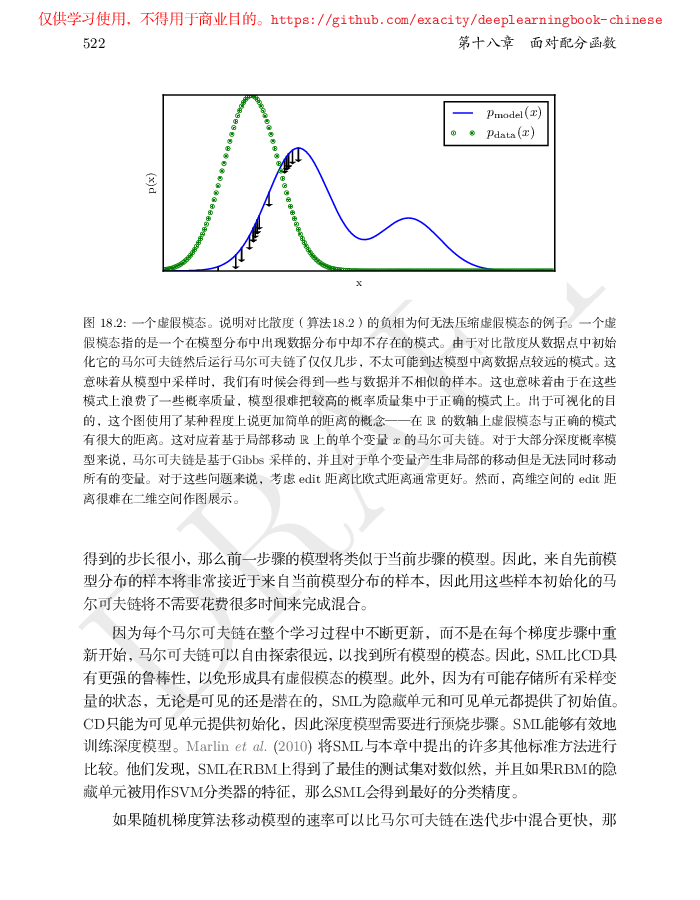 仅供学习使用，不得用于商业目的。https://github.com/exacity/deeplearningbook-chinese
522 第十八章 面对配分函数
pmodel(x)
pdata(x)
p(x)
x
图 18.2: 一个虚假模态。说明对比散度（算法18.2）的负相为何无法压缩虚假模态的例子。一个虚
假模态指的是一个在模型分布中出现数据分布中却不存在的模式。由于对比散度从数据点中初始
化它的马尔可夫链然后运行马尔可夫链了仅仅几步，不太可能到达模型中离数据点较远的模式。这
意味着从模型中采样时，我们有时候会得到一些与数据并不相似的样本。这也意味着由于在这些
模式上浪费了一些概率质量，模型很难把较高的概率质量集中于正确的模式上。出于可视化的目
的，这个图使用了某种程度上说更加简单的距离的概念——在 ℝ 的数轴上虚假模态与正确的模式
有很大的距离。这对应着基于局部移动 ℝ 上的单个变量 x 的马尔可夫链。对于大部分深度概率模
型来说，马尔可夫链是基于Gibbs 采样的，并且对于单个变量产生非局部的移动但是无法同时移动
所有的变量。对于这些问题来说，考虑 edit 距离比欧式距离通常更好。然而，高维空间的 edit 距
离很难在二维空间作图展示。
得到的步长很小，那么前一步骤的模型将类似于当前步骤的模型。因此，来自先前模
型分布的样本将非常接近于来自当前模型分布的样本，因此用这些样本初始化的马
尔可夫链将不需要花费很多时间来完成混合。
因为每个马尔可夫链在整个学习过程中不断更新，而不是在每个梯度步骤中重
新开始，马尔可夫链可以自由探索很远，以找到所有模型的模态。因此，SML比CD具
有更强的鲁棒性，以免形成具有虚假模态的模型。此外，因为有可能存储所有采样变
量的状态，无论是可见的还是潜在的，SML为隐藏单元和可见单元都提供了初始值。
CD只能为可见单元提供初始化，因此深度模型需要进行预烧步骤。SML能够有效地
训练深度模型。Marlin et al. (2010) 将SML与本章中提出的许多其他标准方法进行
比较。他们发现，SML在RBM上得到了最佳的测试集对数似然，并且如果RBM的隐
藏单元被用作SVM分类器的特征，那么SML会得到最好的分类精度。
如果随机梯度算法移动模型的速率可以比马尔可夫链在迭代步中混合更快，那
DRAFT